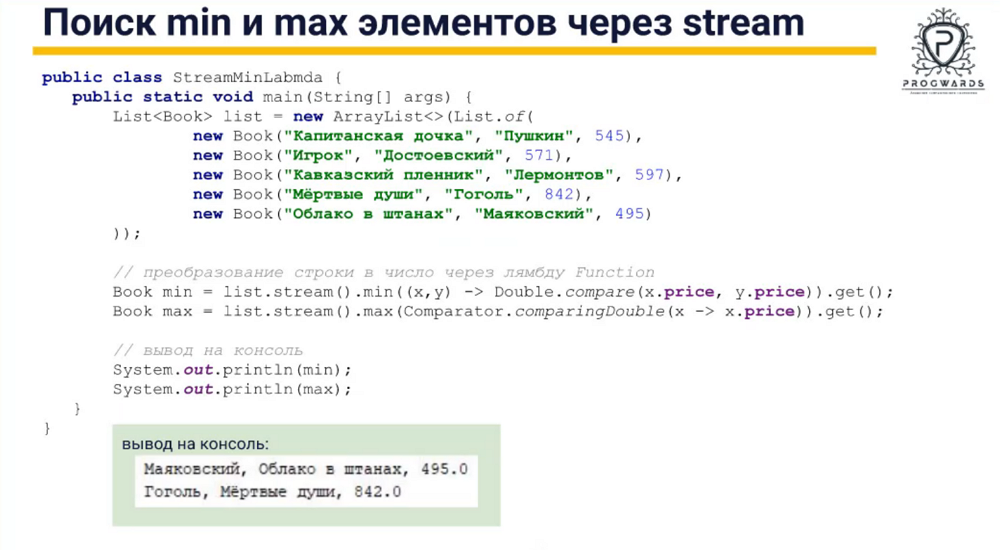 Поиск min и max элементов через stream
PROGWARDS
public class StreamMinLabmda {
public static void main(String[] args) {
List<Book> list = new ArrayList<>(List.of(
new Book("Капитанская дочка", "Пушкин", 545),
new Book("Игрок", "Достоевский", 571),
new Book("Кавказский пленник", "Лермонтов", 597),
new Book("Мёртвые души", "Гоголь", 842),
new Book("Облако в штанах", "Маяковский", 495)
));
// преобразование строки в число через лямбду Function
Book min = list.stream().min((x,y) -> Double.compare(x.price, y.price)).get();
Book max = list.stream().max(Comparator.comparingDouble(x -> x.price)).get();
// вывод на консоль
System.out.println(min);
System.out.println(max);
}
}
вывод на консоль:
Маяковский, Облако в штанах, 495.0
Гоголь, Мёртвые души, 842.0